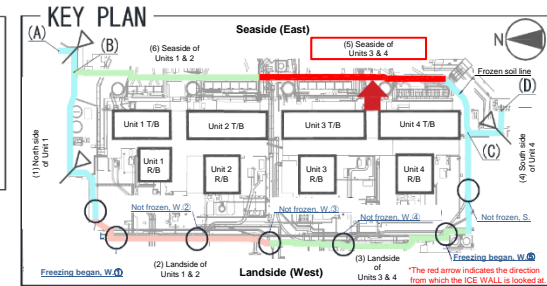 KEY PLAN
Seaside (East)
N
(A)
(B)
(6) Seaside of
Units 1 & 2
(5) Seaside of
Units 3 & 4
Frozen soil line
(D)
(1) North side
of Unit 1
Unit 1 T/B
Unit 2 T/B
Unit 3 T/B
Unit 4 T/B
(C)
(4) South side
of Unit 4
Unit 1
R/B
Unit 2
R/B
Unit 3
R/B
Unit 4
R/B
Not frozen, W.②
Not frozen, W.③
Not frozen, W.④
Not frozen, S.
Freezing began, W.①
(2) Landside of
Units 1 & 2
Landside (West)
(3) Landside
of
Units 3 & 4
Freezing began, W.⑤
*The red arrow indicates the direction
from which the ICE WALL is looked at.